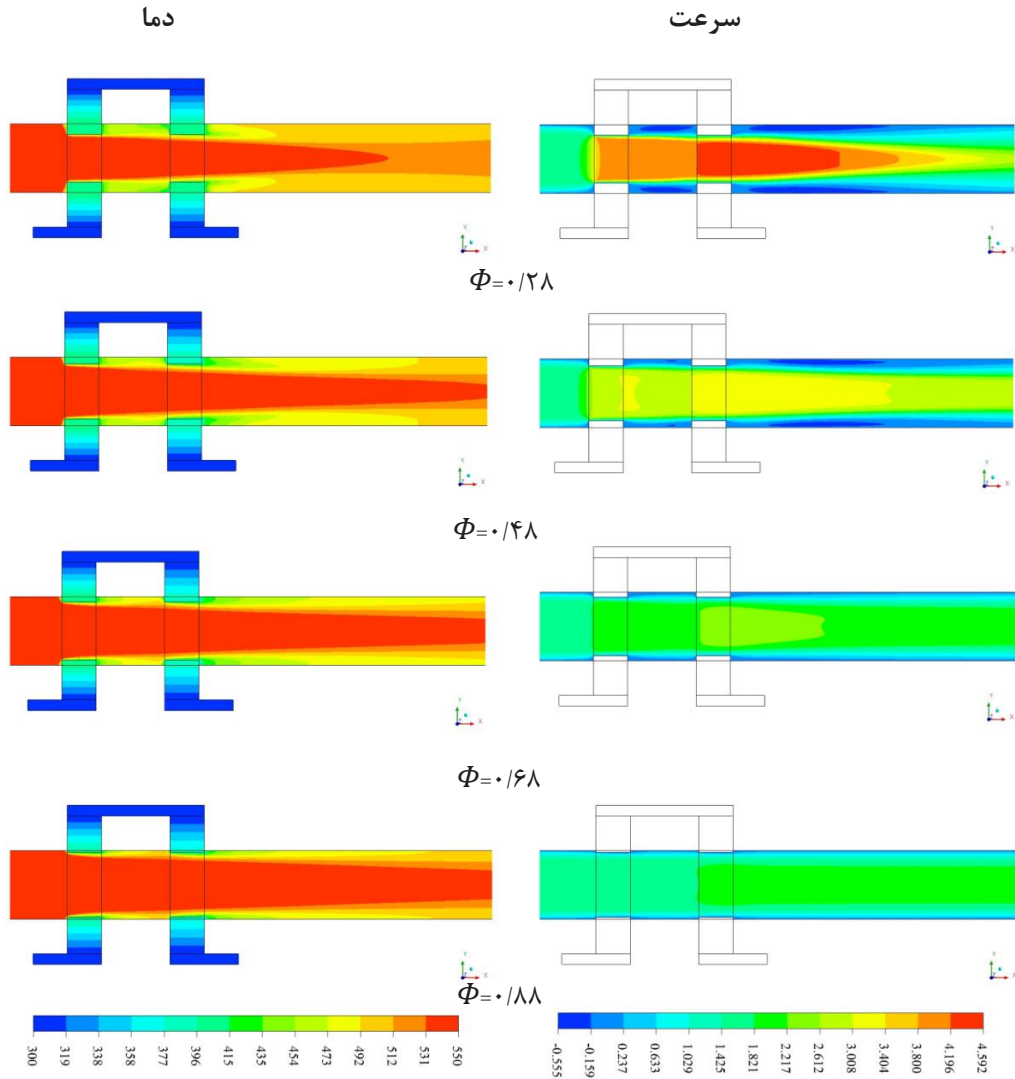 دما
سرعت
Y
X
Z
Y
X
Z
Φ=۰/۲۸
Y
X
Z
Y
X
Z
Φ=۰/۴۸
Y
X
Z
Y
X
Z
Φ=۰/۶۸
Y
X
Z
Y
X
Z
Φ=۰/۸۸
300 319 338 358 377 396 415 435 454 473 492 512 531 550
-0.555 -0.159 0.237 0.633 1.029 1.425 1.821 2.217 2.612 3.008 3.404 3.800 4.196 4.592